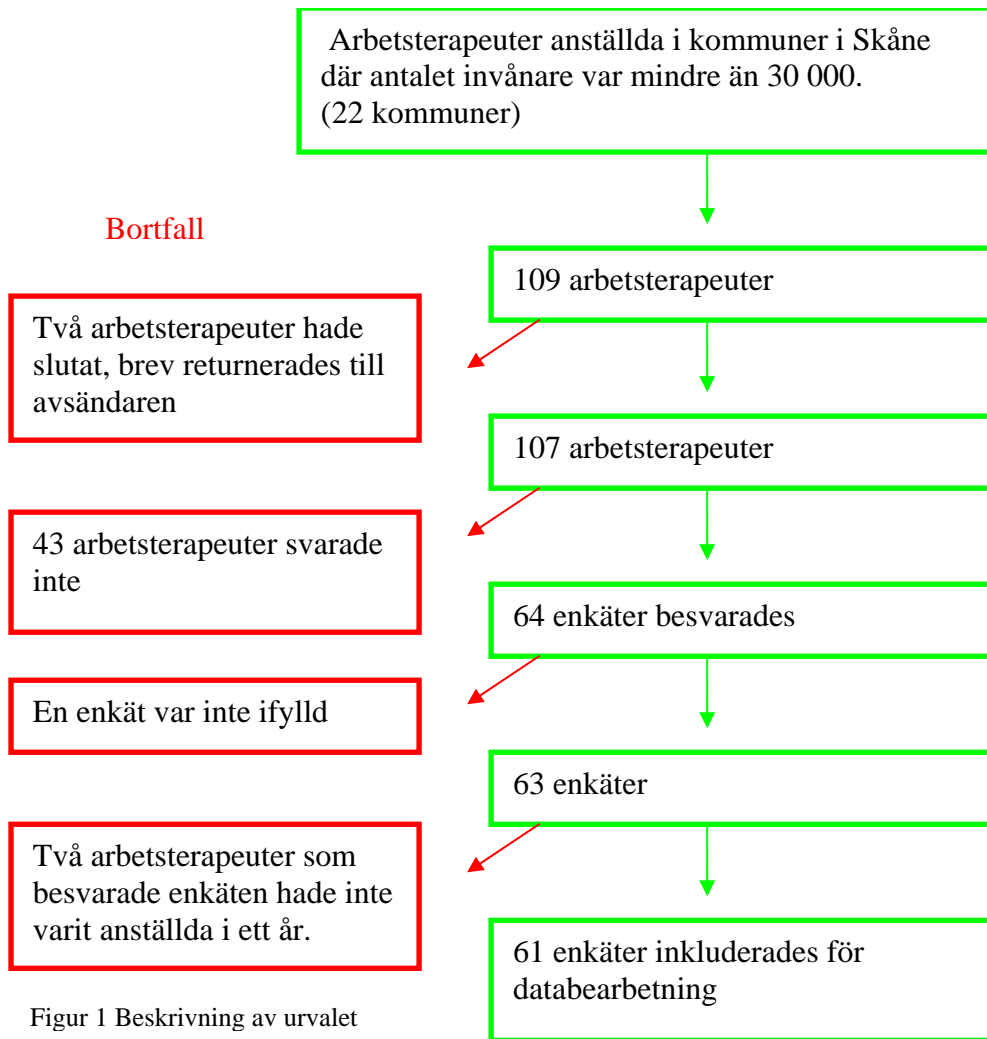 Arbetsterapeuter anställda i kommuner i Skåne
där antalet invånare var mindre än 30 000.
(22 kommuner)
Bortfall
109 arbetsterapeuter
Två arbetsterapeuter hade
slutat, brev returnerades till
avsändaren
107 arbetsterapeuter
43 arbetsterapeuter svarade
inte
64 enkäter besvarades
En enkät var inte ifylld
63 enkäter
Två arbetsterapeuter som
besvarade enkäten hade inte
varit anställda i ett år.
61 enkäter inkluderades för
databearbetning
Figur 1 Beskrivning av urvalet